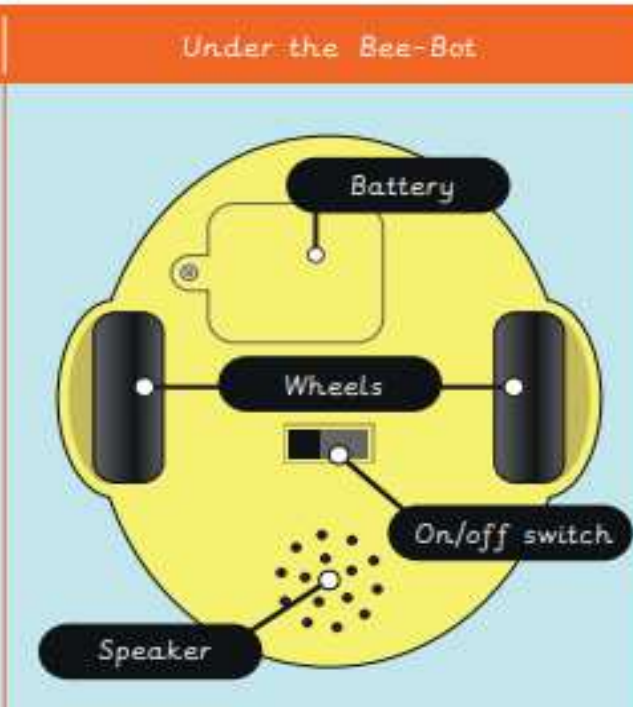 Under the Bee-Bot
Battery
Wheels
On/off switch
Speaker